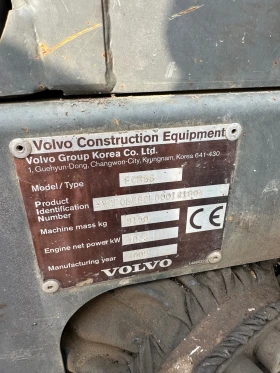 Volvo Construction Equipment
Volvo Group Korea Co. Ltd.
1, Guehyun-Dong, Changwon-City, Kyungnam, Korea 641-430
Model / Type
Product
Identification
Number
Machine mass kg
Engine net power kW
Manufacturing year
CE
VOLVO